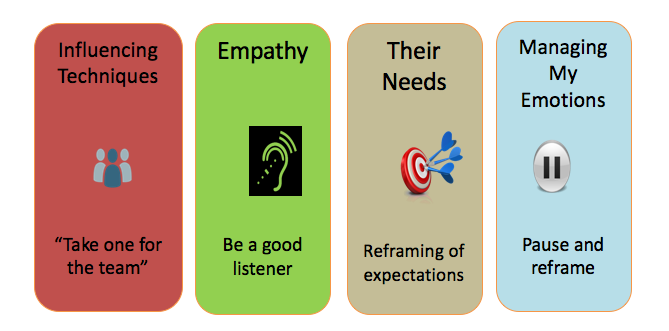 Influencing
Techniques
“Take one for
the team”
Empathy
Be a good
listener
Their
Needs
Reframing of
expectations
Managing
My
Emotions
Pause and
reframe